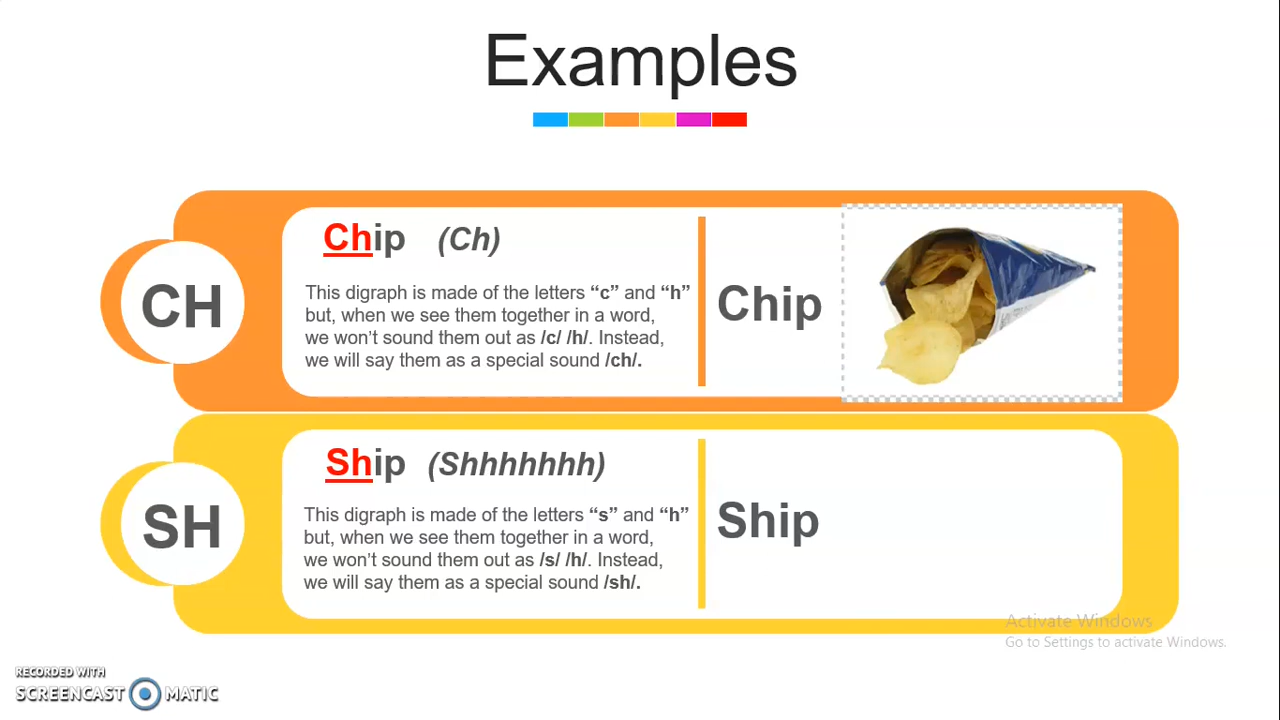 Examples
CH
Chip (Ch)
This digraph is made of the letters “c” and “h”
but, when we see them together in a word,
we won’t sound them out as /c/ /h/. Instead,
we will say them as a special sound /ch/.
Chip
SH
Ship (Shhhhhhh)
This digraph is made of the letters “s” and “h”
but, when we see them together in a word,
we won’t sound them out as /s/ /h/. Instead,
we will say them as a special sound /sh/.
Ship
Activate Windows
Go to Settings to activate Windows.
RECORDED WITH
SCREENCAST MATIC